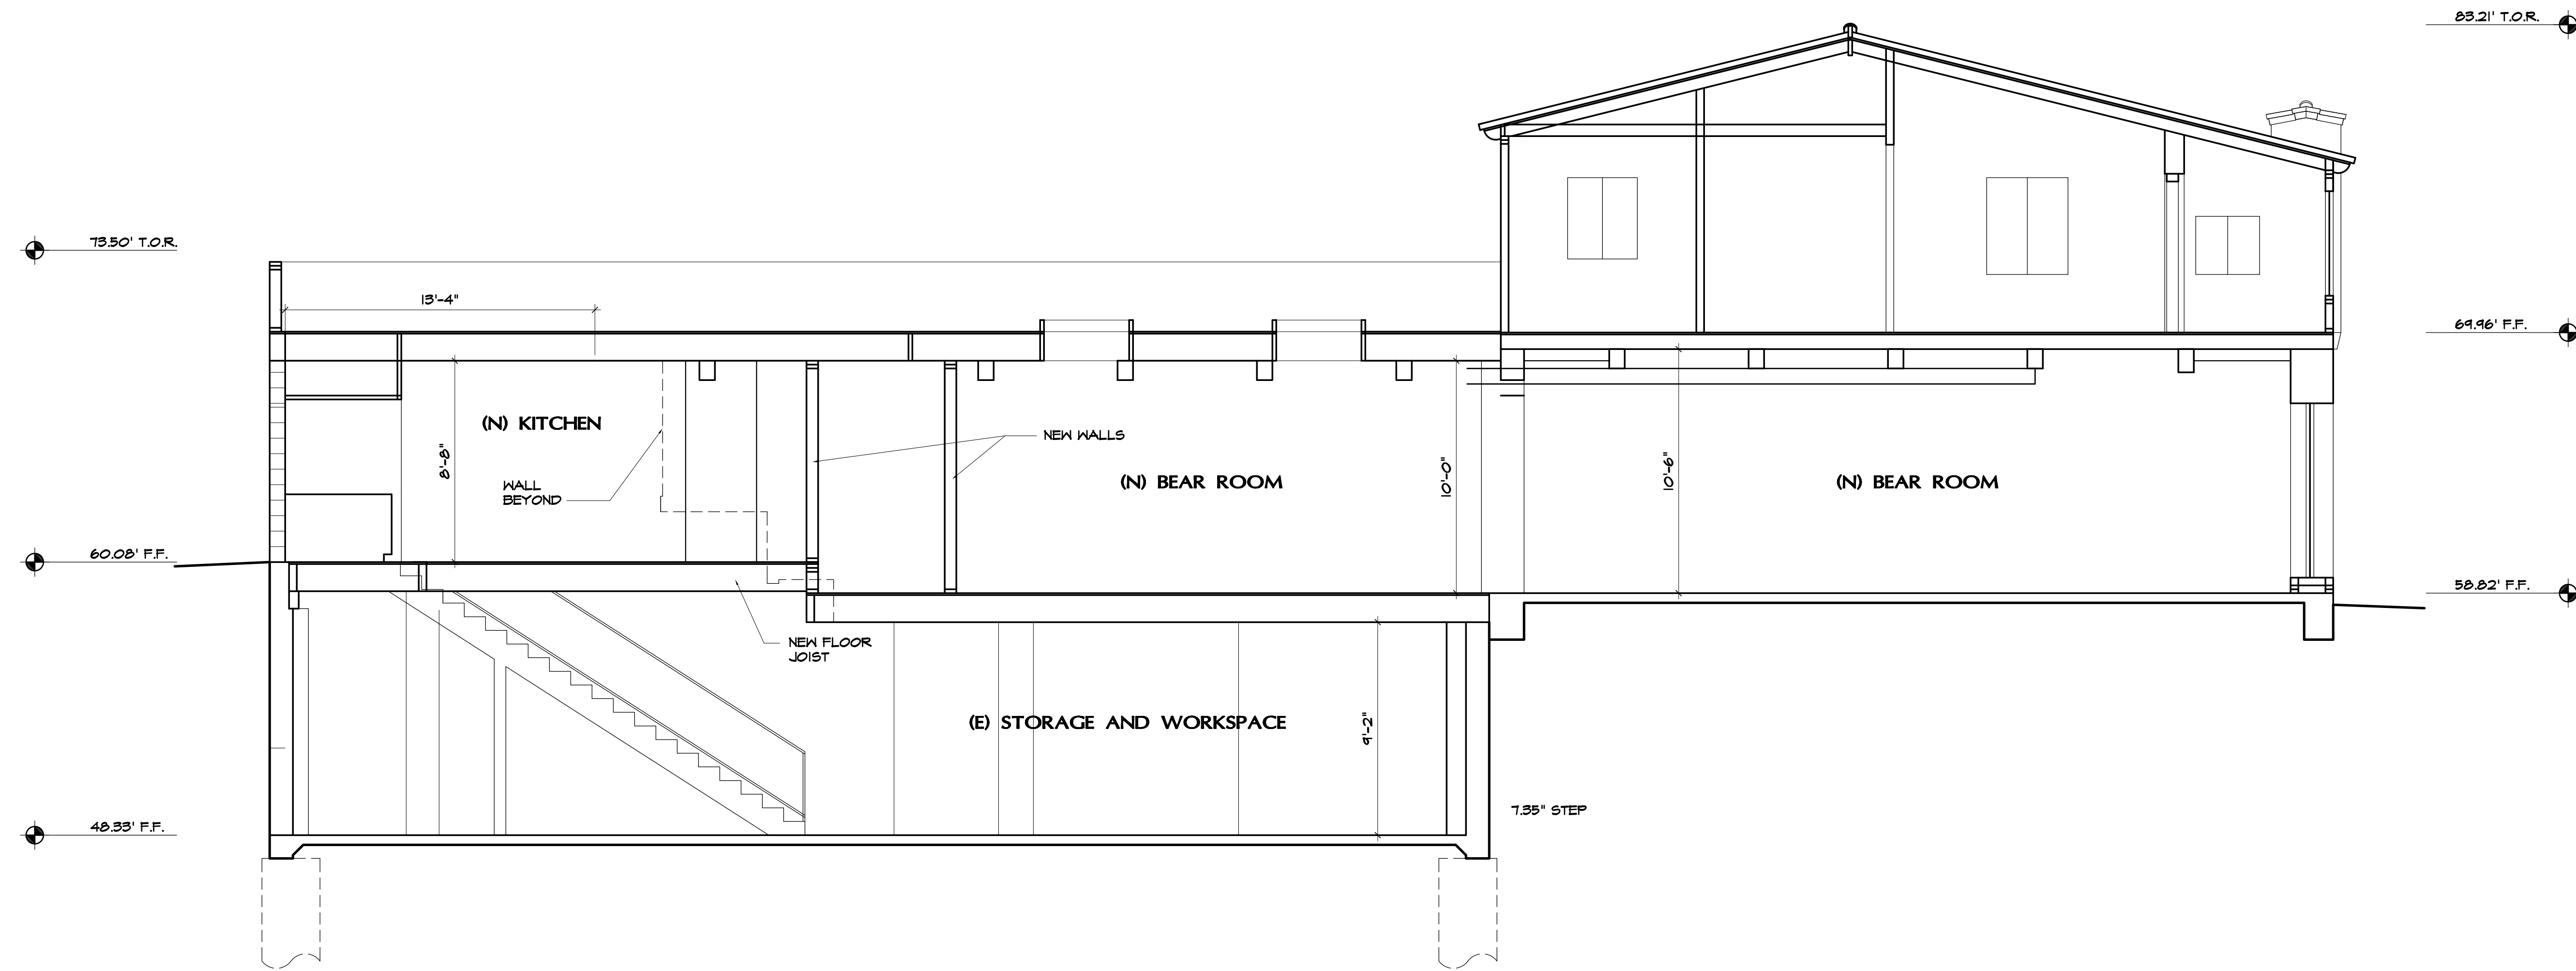 83.21' T.O.R.
73.50' T.O.R.
13'-4"
69.96' F.F.
(N) KITCHEN
8'-8"
WALL
BEYOND
NEW WALLS
(N) BEAR ROOM
10'-0"
10'-6"
(N) BEAR ROOM
60.08' F.F.
58.82' F.F.
NEW FLOOR
JOIST
(E) STORAGE AND WORKSPACE
9'-2"
7.35" STEP
48.33' F.F.